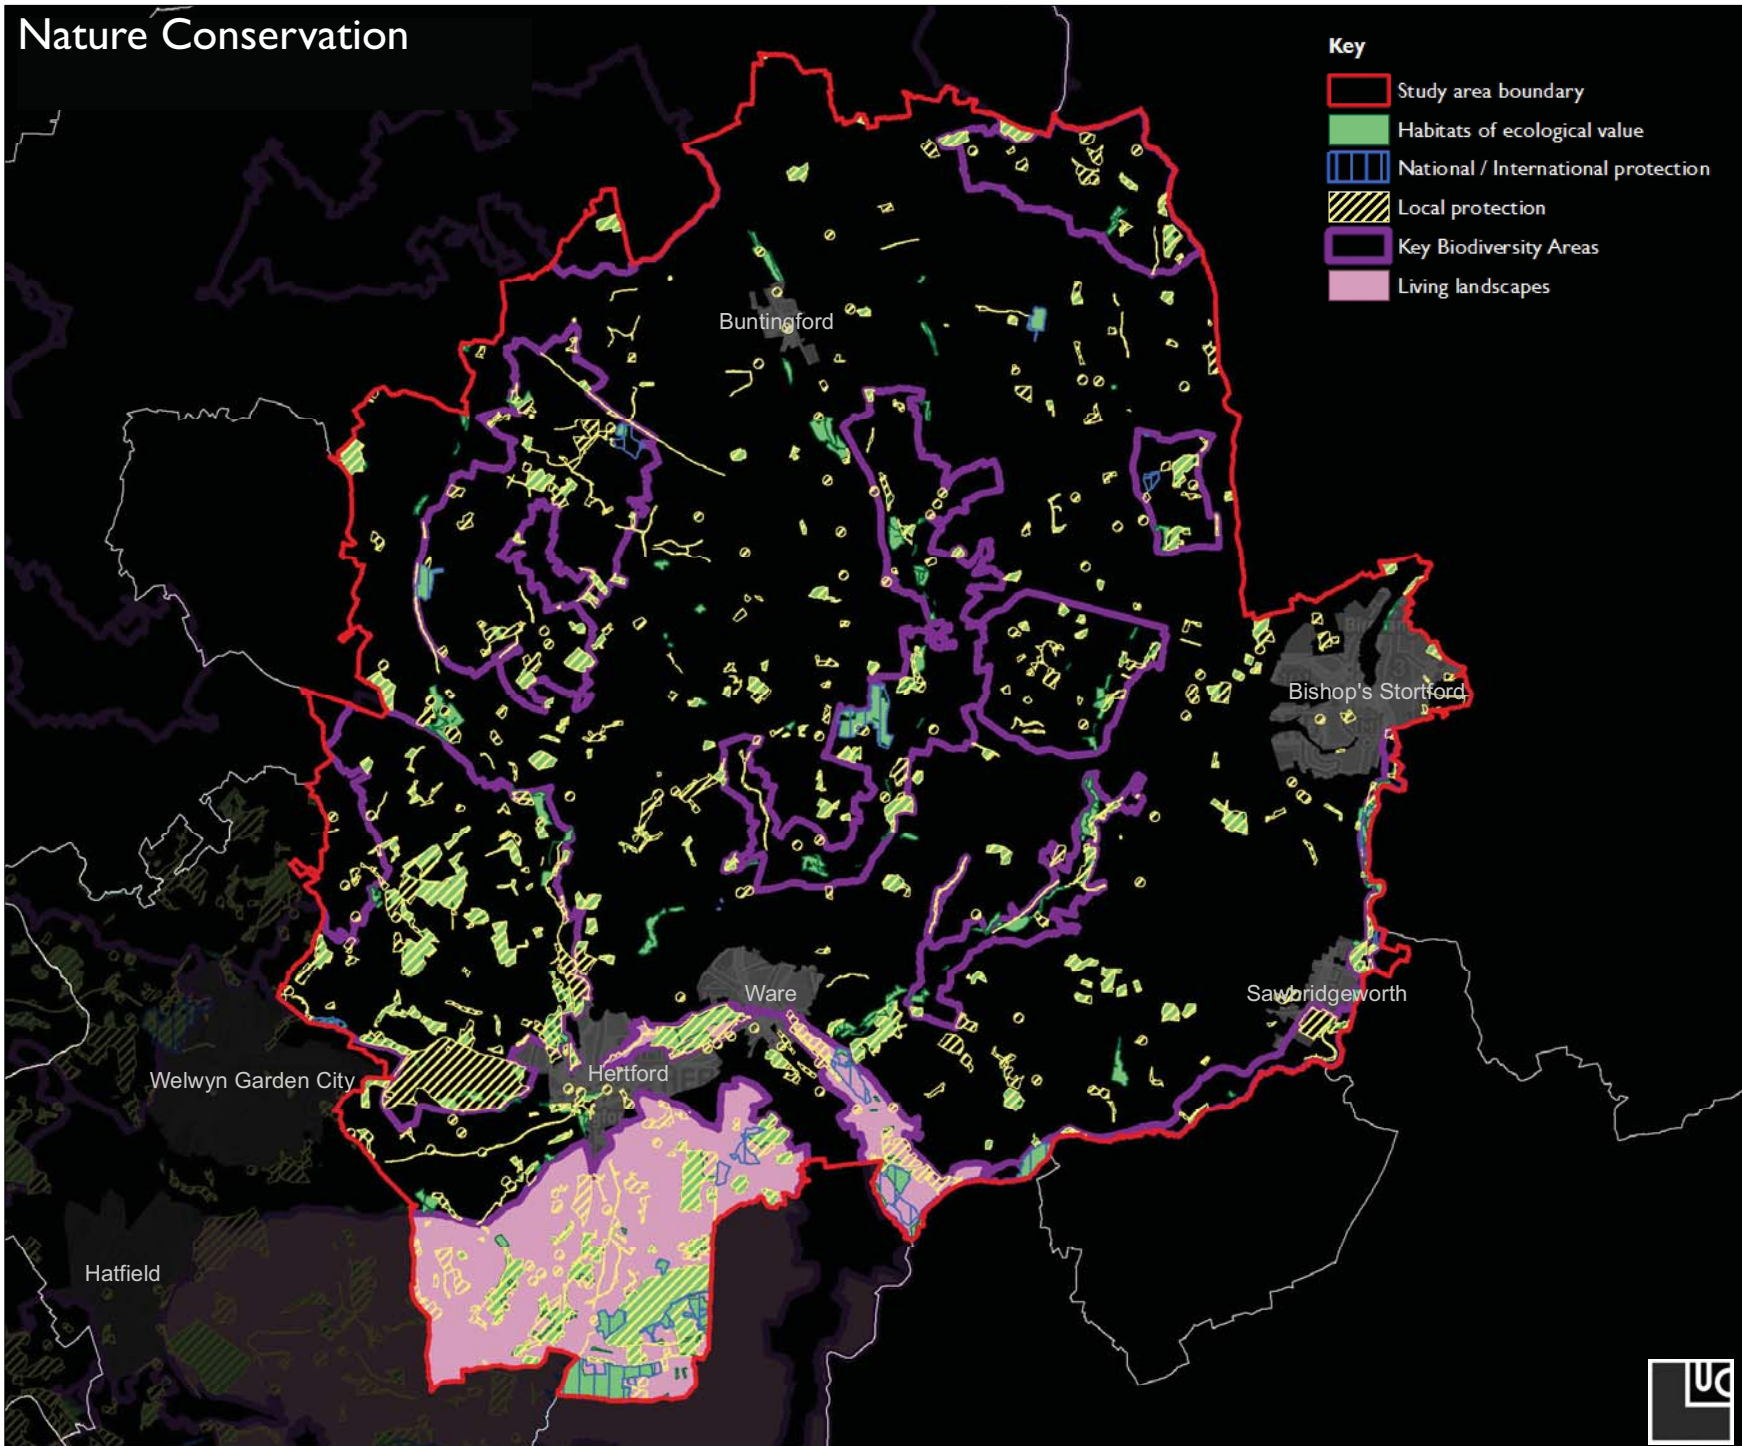 Nature Conservation
Key
Study area boundary
Habitats of ecological value
National / International protection
Local protection
Key Biodiversity Areas
Living landscapes
Buntingford
Bishop's Stortford
Ware
Sawbridgeworth
Hertford
Welwyn Garden City
Hatfield